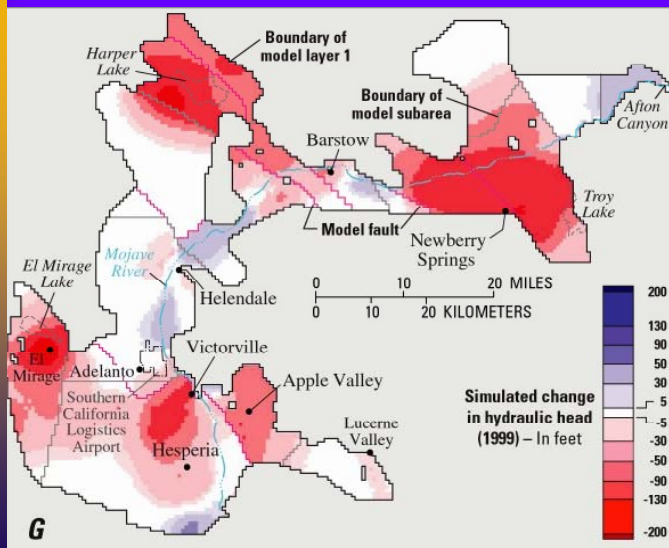 Harper
Lake
Boundary of
model layer 1
Boundary of
model subarea
Afton
Canyon
Barstow
Troy
Lake
Model fault
Newberry
Springs
Mojave
River
El Mirage
Lake
Helendale
0 10 20 MILES
0 10 20 KILOMETERS
El
Mirage
Adelanto
Victorville
Southern
California
Logistics
Airport
Apple Valley
Hesperia
Lucerne
Valley
Simulated change
in hydraulic head
(1999) – In feet
200
130
90
50
30
5
-5
-30
-50
-90
-130
-200
G